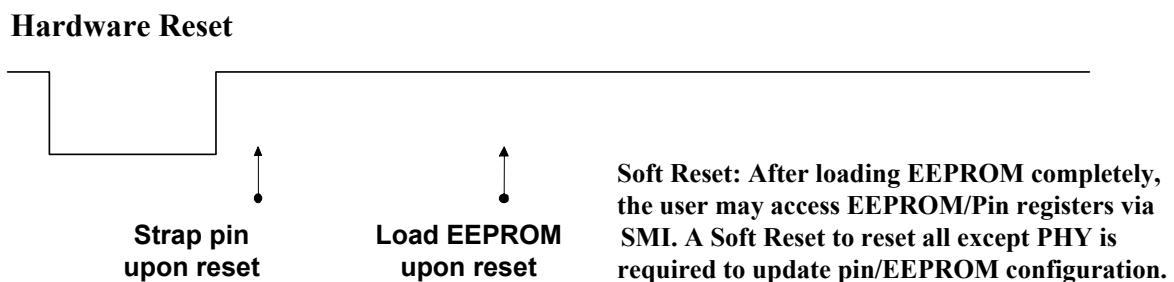 Hardware Reset
Strap pin
upon reset
Load EEPROM
upon reset
Soft Reset: After loading EEPROM completely,
the user may access EEPROM/Pin registers via
SMI. A Soft Reset to reset all except PHY is
required to update pin/EEPROM configuration.